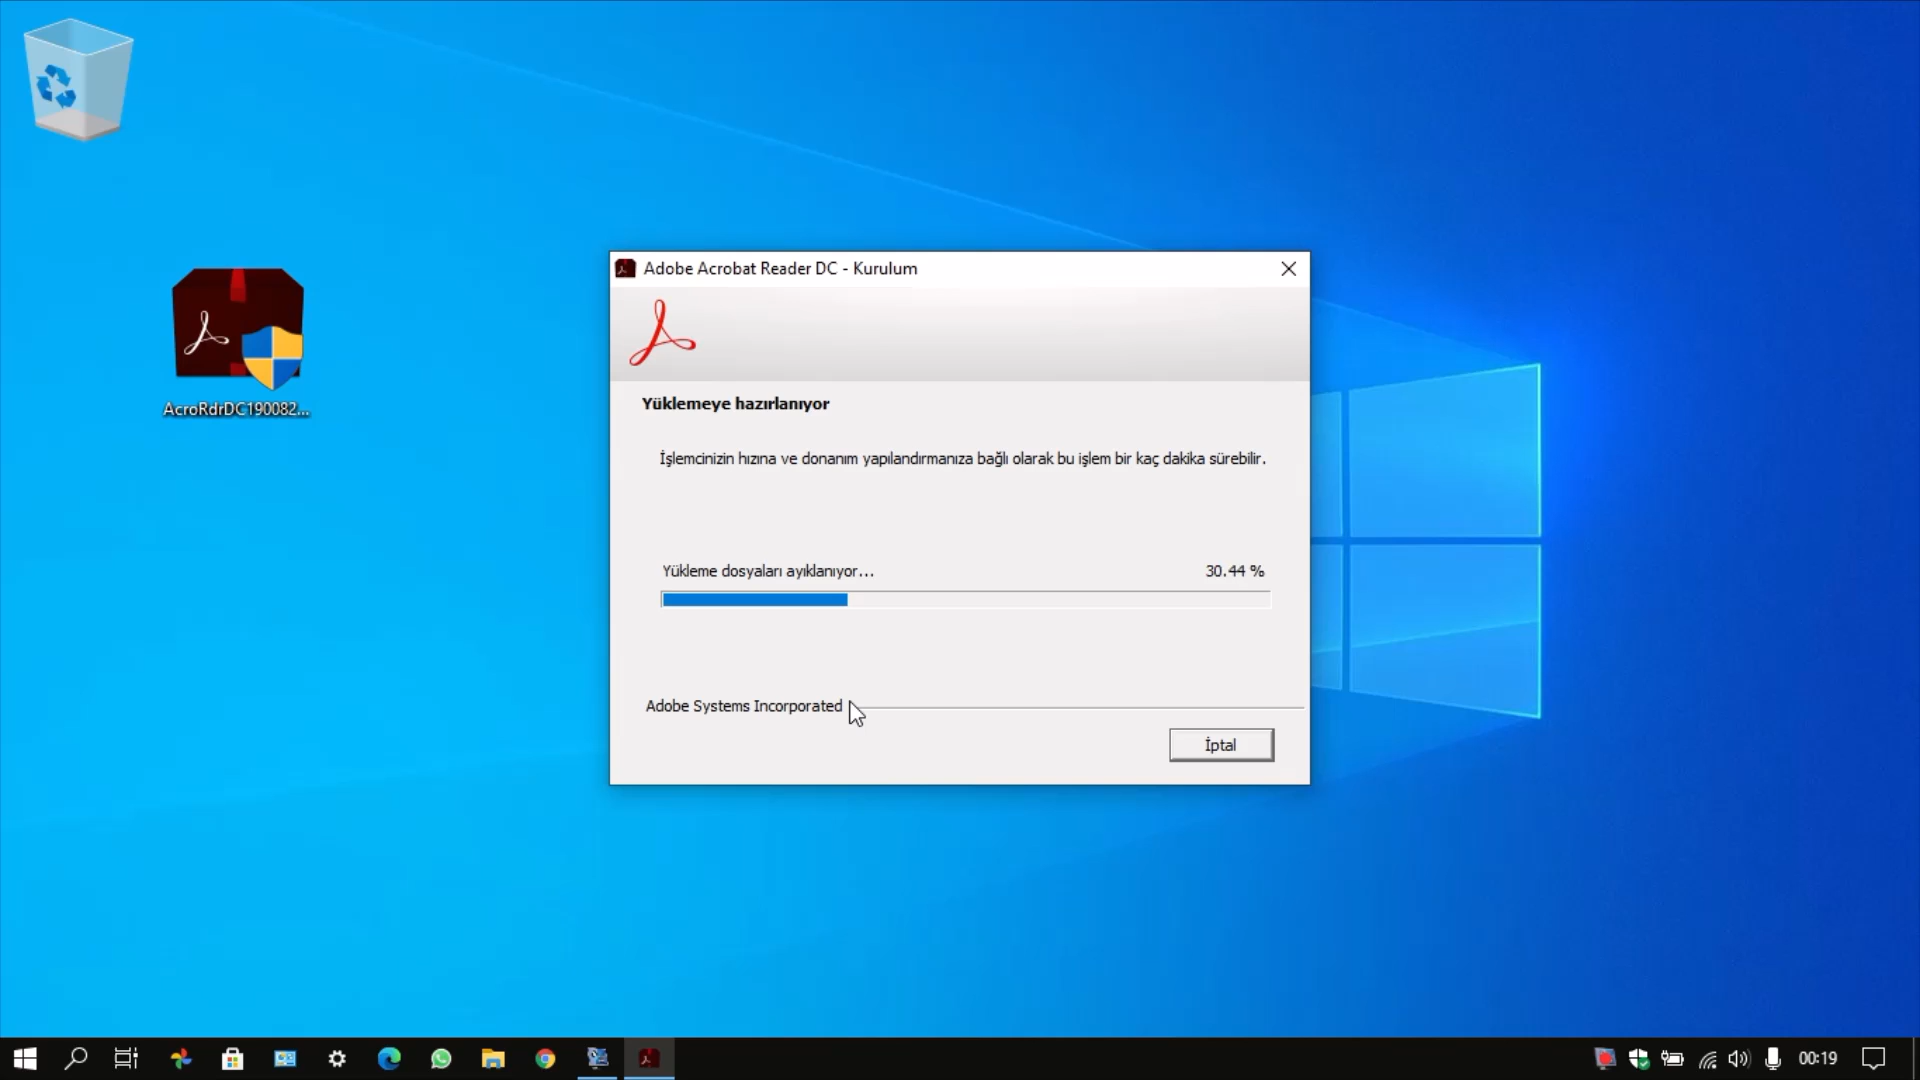 Adobe Acrobat Reader DC - Kurulum
AcroRdrDC190082...
Yüklemeye hazırlanıyor
İşlemcinizin hızına ve donanım yapılandırmanıza bağlı olarak bu işlem bir kaç dakika sürebilir.
Yükleme dosyaları ayıklanıyor... 30.44 %
Adobe Systems Incorporated
İptal
00:19